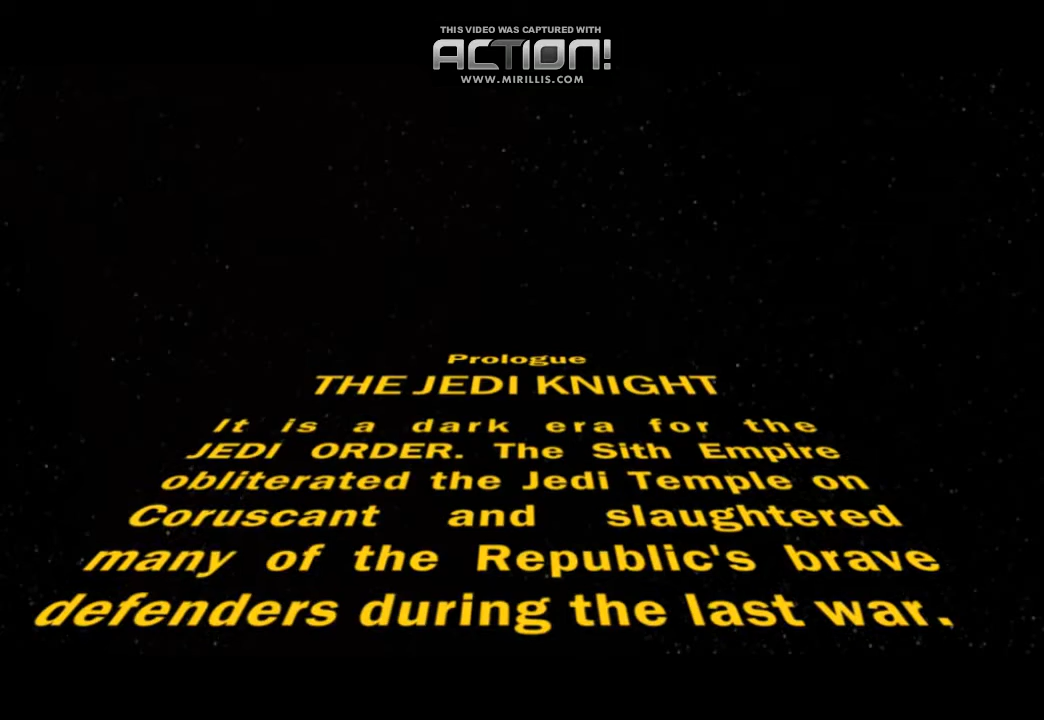 THIS VIDEO WAS CAPTURED WITH
ACTION!
WWW.MIRILLIS.COM
Prologue
THE JEDI KNIGHT
It is a dark era for the
JEDI ORDER. The Sith Empire
obliterated the Jedi Temple on
Coruscant and slaughtered
many of the Republic's brave
defenders during the last war.